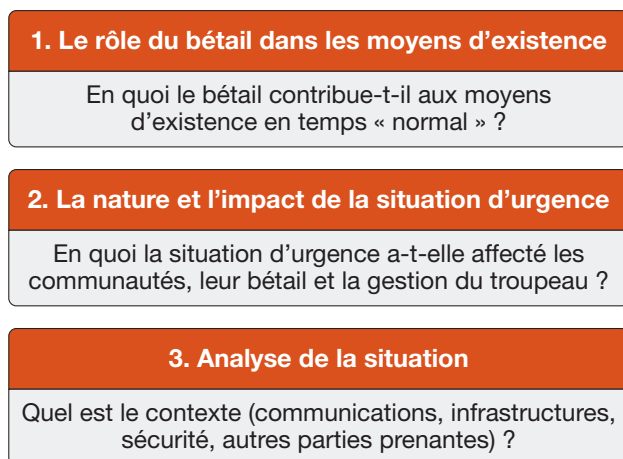 1. Le rôle du bétail dans les moyens d’existence
En quoi le bétail contribue-t-il aux moyens
d’existence en temps « normal » ?
2. La nature et l’impact de la situation d’urgence
En quoi la situation d’urgence a-t-elle affecté les
communautés, leur bétail et la gestion du troupeau ?
3. Analyse de la situation
Quel est le contexte (communications, infrastructures,
sécurité, autres parties prenantes) ?